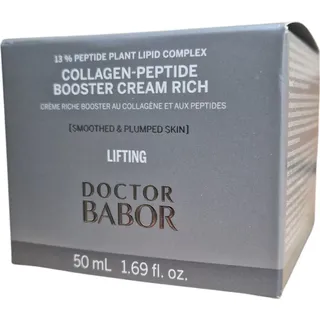 13 % PEPTIDE PLANT LIPID COMPLEX
COLLAGEN-PEPTIDE
BOOSTER CREAM RICH
CRÈME RICHE BOOSTER AU COLLAGÈNE ET AUX PEPTIDES
[SMOOTHED & PLUMPED SKIN]
LIFTING
DOCTOR
BABOR
50 mL 1.69 fl. oz.